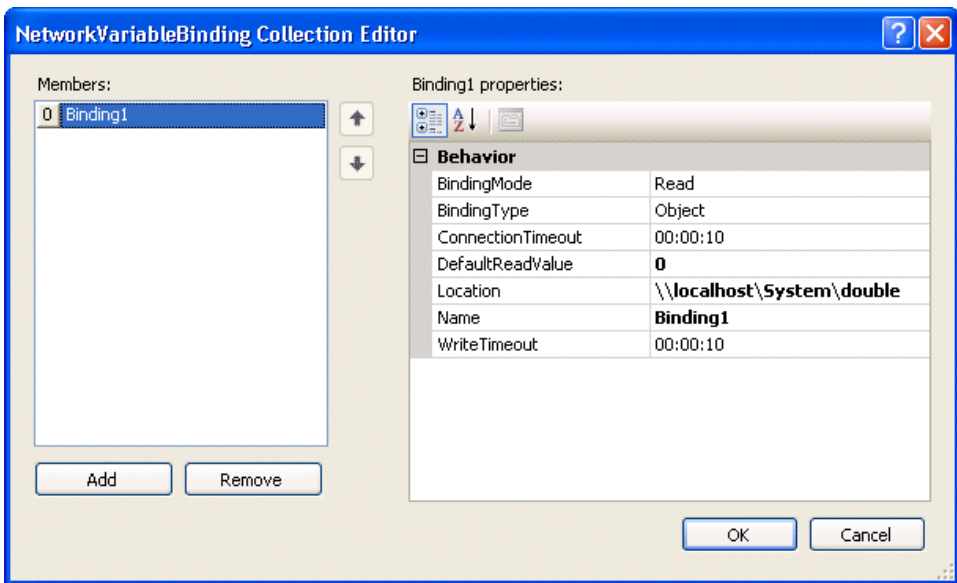 NetworkVariableBinding Collection Editor
Members:
0 Binding1
Add Remove
Binding1 properties:
Behavior
BindingMode Read
BindingType Object
ConnectionTimeout 00:00:10
DefaultReadValue 0
Location \\localhost\System\double
Name Binding1
WriteTimeout 00:00:10
OK Cancel